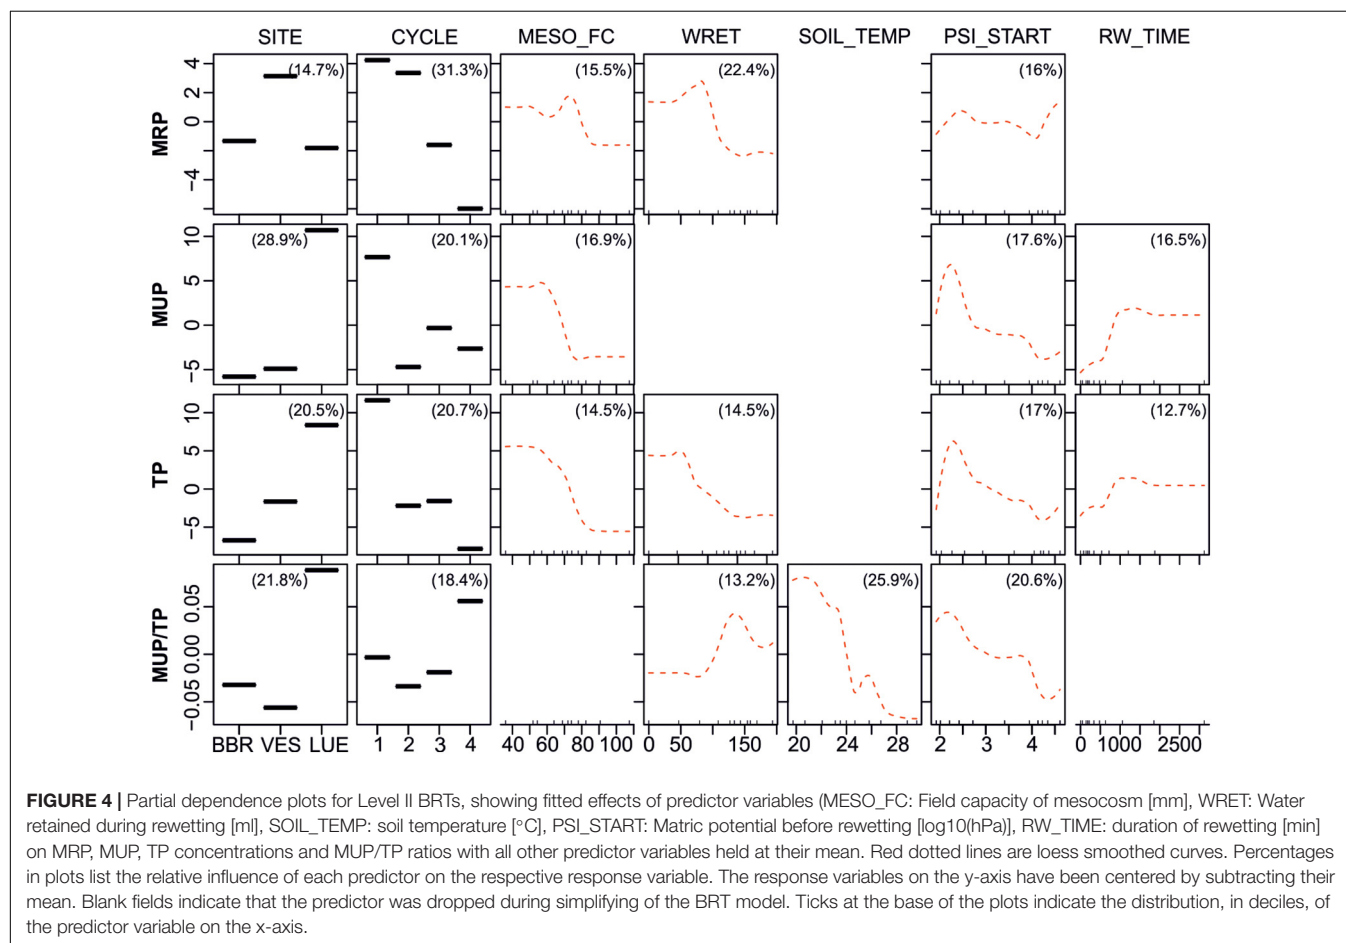 SITE CYCLE MESO_FC WRET SOIL_TEMP PSI_START RW_TIME
MRP
4
2
0
−4
(14.7%) (31.3%) (15.5%) (22.4%) (16%)
MUP
10
5
0
−5
(28.9%) (20.1%) (16.9%) (17.6%) (16.5%)
TP
10
5
0
−5
(20.5%) (20.7%) (14.5%) (14.5%) (17%) (12.7%)
MUP/TP
0.05
0.00
−0.05
(21.8%) (18.4%) (13.2%) (25.9%) (20.6%)
BBR VES LUE 1 2 3 4 40 60 80 100 0 50 150 20 24 28 2 3 4 0 1000 2500
FIGURE 4 | Partial dependence plots for Level II BRTs, showing fitted effects of predictor variables (MESO_FC: Field capacity of mesocosm [mm], WRET: Water
retained during rewetting [ml], SOIL_TEMP: soil temperature [°C], PSI_START: Matric potential before rewetting [log10(hPa)], RW_TIME: duration of rewetting [min]
on MRP, MUP, TP concentrations and MUP/TP ratios with all other predictor variables held at their mean. Red dotted lines are loess smoothed curves. Percentages
in plots list the relative influence of each predictor on the respective response variable. The response variables on the y-axis have been centered by subtracting their
mean. Blank fields indicate that the predictor was dropped during simplifying of the BRT model. Ticks at the base of the plots indicate the distribution, in deciles, of
the predictor variable on the x-axis.